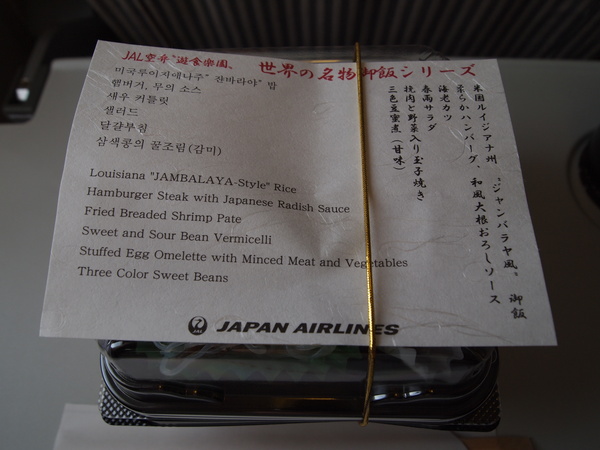 JAL空弁"遊食楽園、
世界の名物御飯シリーズ
米国ルイジアナ州 "ジャンバラヤ風" 御飯
柔らかハンバーグ、和風大根おろしソース
海老カツ
春雨サラダ
挽肉と野菜入り玉子焼き
三色豆蜜煮(甘味)
미국루이지애나주" 쟌바라야" 밥
햄버거, 무의 소스
새우 커틀릿
샐러드
달걀부침
삼색콩의 꿀조림(감미)
Louisiana "JAMBALAYA-Style" Rice
Hamburger Steak with Japanese Radish Sauce
Fried Breaded Shrimp Pate
Sweet and Sour Bean Vermicelli
Stuffed Egg Omelette with Minced Meat and Vegetables
Three Color Sweet Beans
JAL JAPAN AIRLINES